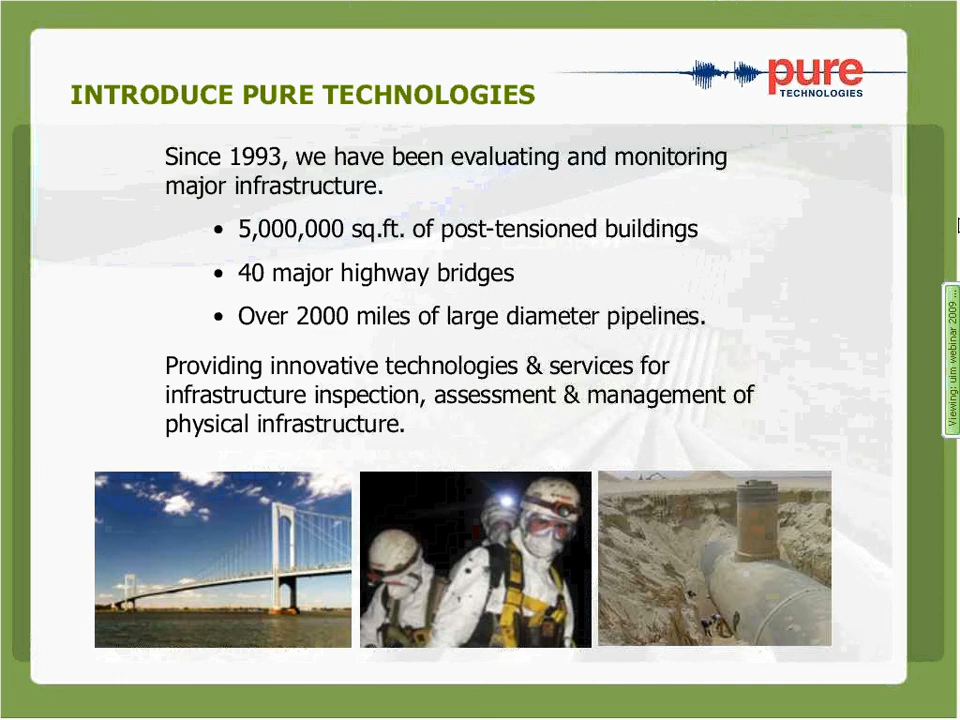 INTRODUCE PURE TECHNOLOGIES
pure
TECHNOLOGIES
Since 1993, we have been evaluating and monitoring
major infrastructure.
• 5,000,000 sq.ft. of post-tensioned buildings
• 40 major highway bridges
• Over 2000 miles of large diameter pipelines.
Providing innovative technologies & services for
infrastructure inspection, assessment & management of
physical infrastructure.
Viewing: uim webinar 2009 ...